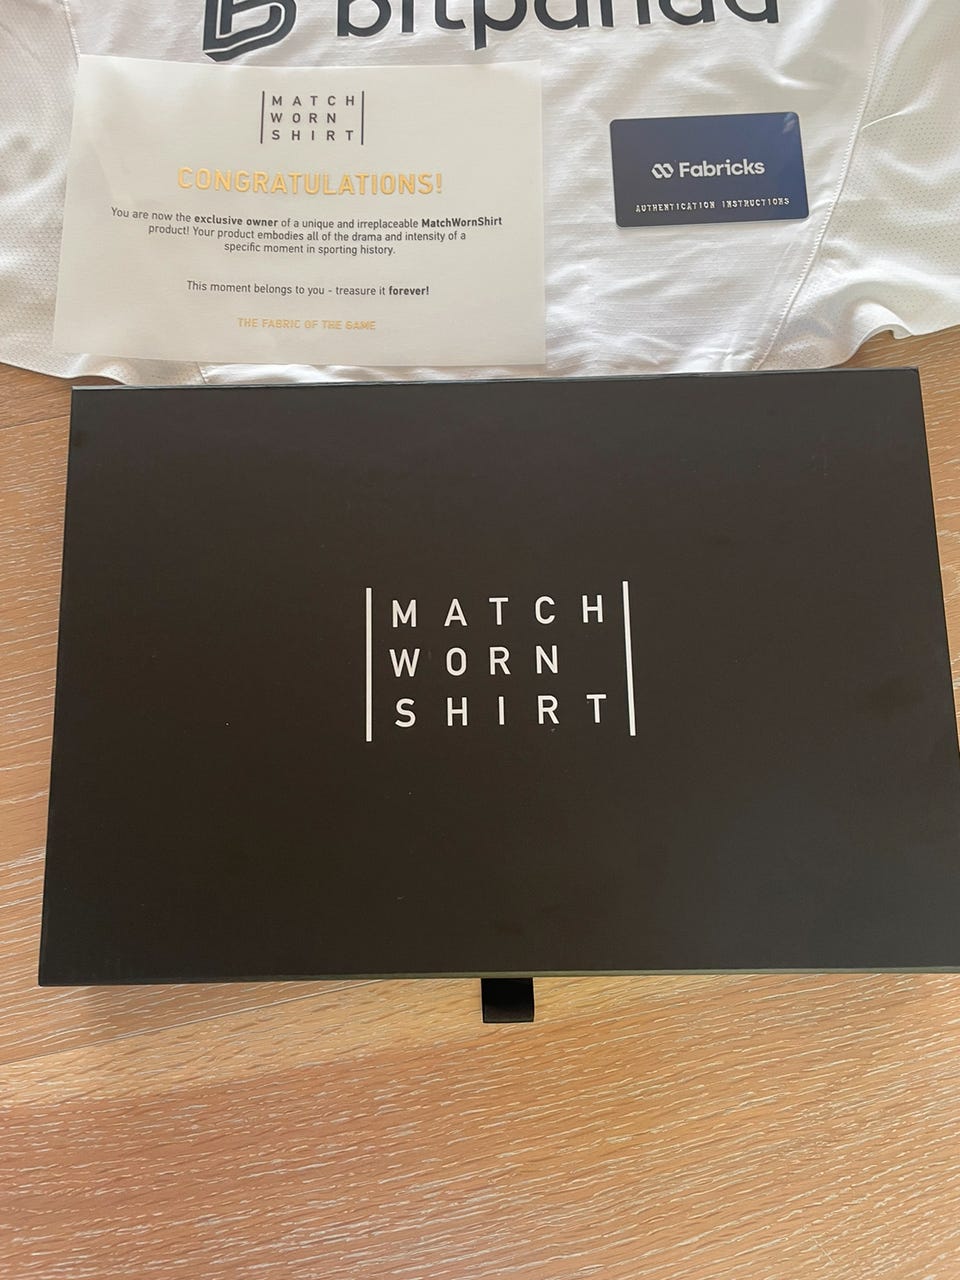 bitpanda
MATCH
WORN
SHIRT
CONGRATULATIONS!
You are now the exclusive owner of a unique and irreplaceable MatchWornShirt
product! Your product embodies all of the drama and intensity of a
specific moment in sporting history.
This moment belongs to you - treasure it forever!
THE FABRIC OF THE GAME
Fabricks
AUTHENTICATION INSTRUCTIONS
MATCH
WORN
SHIRT